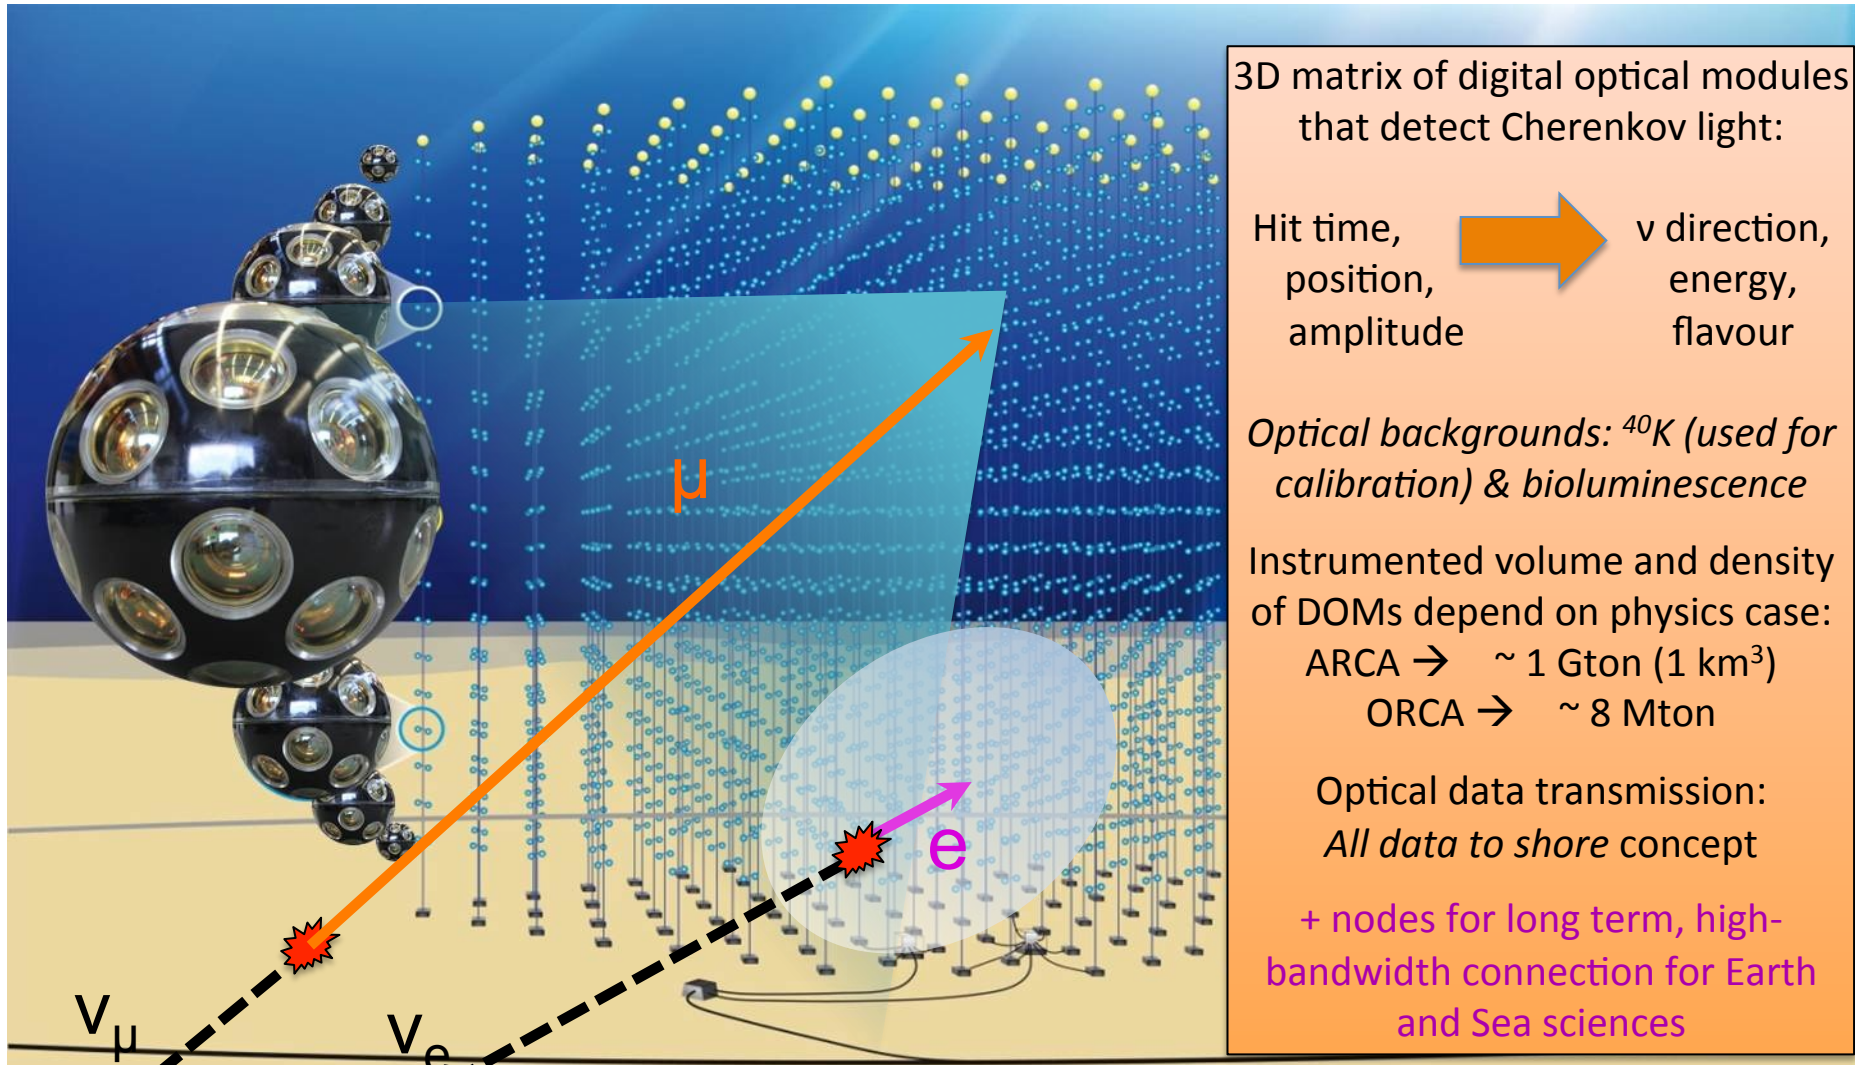 3D matrix of digital optical modules
that detect Cherenkov light:
Hit time,
position,
amplitude
ν direction,
energy,
flavour
Optical backgrounds: ⁴⁰K (used for
calibration) & bioluminescence
Instrumented volume and density
of DOMs depend on physics case:
ARCA → ~ 1 Gton (1 km³)
ORCA → ~ 8 Mton
Optical data transmission:
All data to shore concept
+ nodes for long term, high-
bandwidth connection for Earth
and Sea sciences
μ
e
ν_μ
ν_e